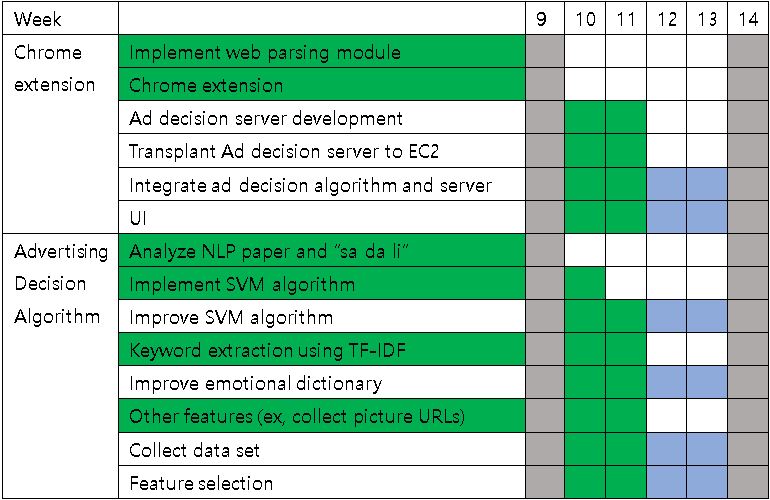 Week 9 10 11 12 13 14
Chrome Implement web parsing module
extension Chrome extension
Ad decision server development
Transplant Ad decision server to EC2
Integrate ad decision algorithm and server
UI
Advertising Analyze NLP paper and “sa da li”
Decision Implement SVM algorithm
Algorithm Improve SVM algorithm
Keyword extraction using TF-IDF
Improve emotional dictionary
Other features (ex, collect picture URLs)
Collect data set
Feature selection